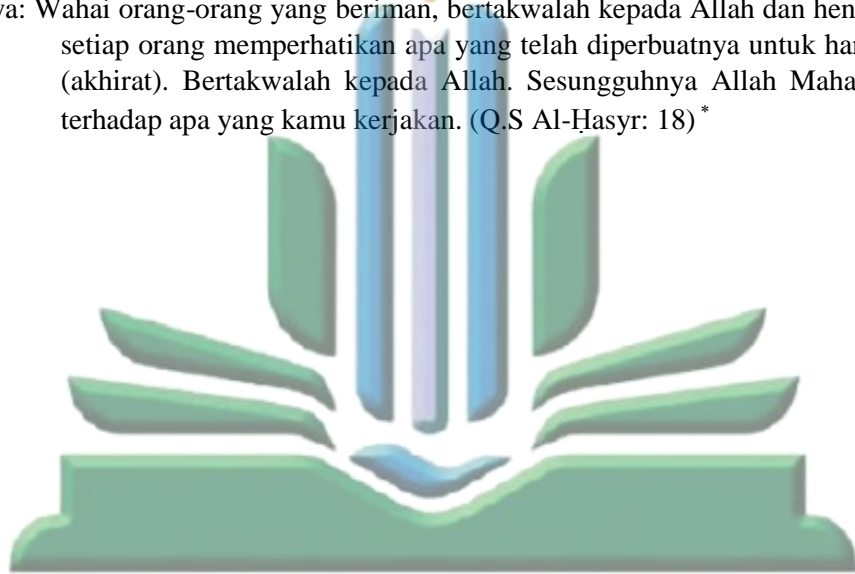 ya: Wahai orang-orang yang beriman, bertakwalah kepada Allah dan hen
setiap orang memperhatikan apa yang telah diperbuatnya untuk har
(akhirat). Bertakwalah kepada Allah. Sesungguhnya Allah Maha
terhadap apa yang kamu kerjakan. (Q.S Al-Ḥasyr: 18) *